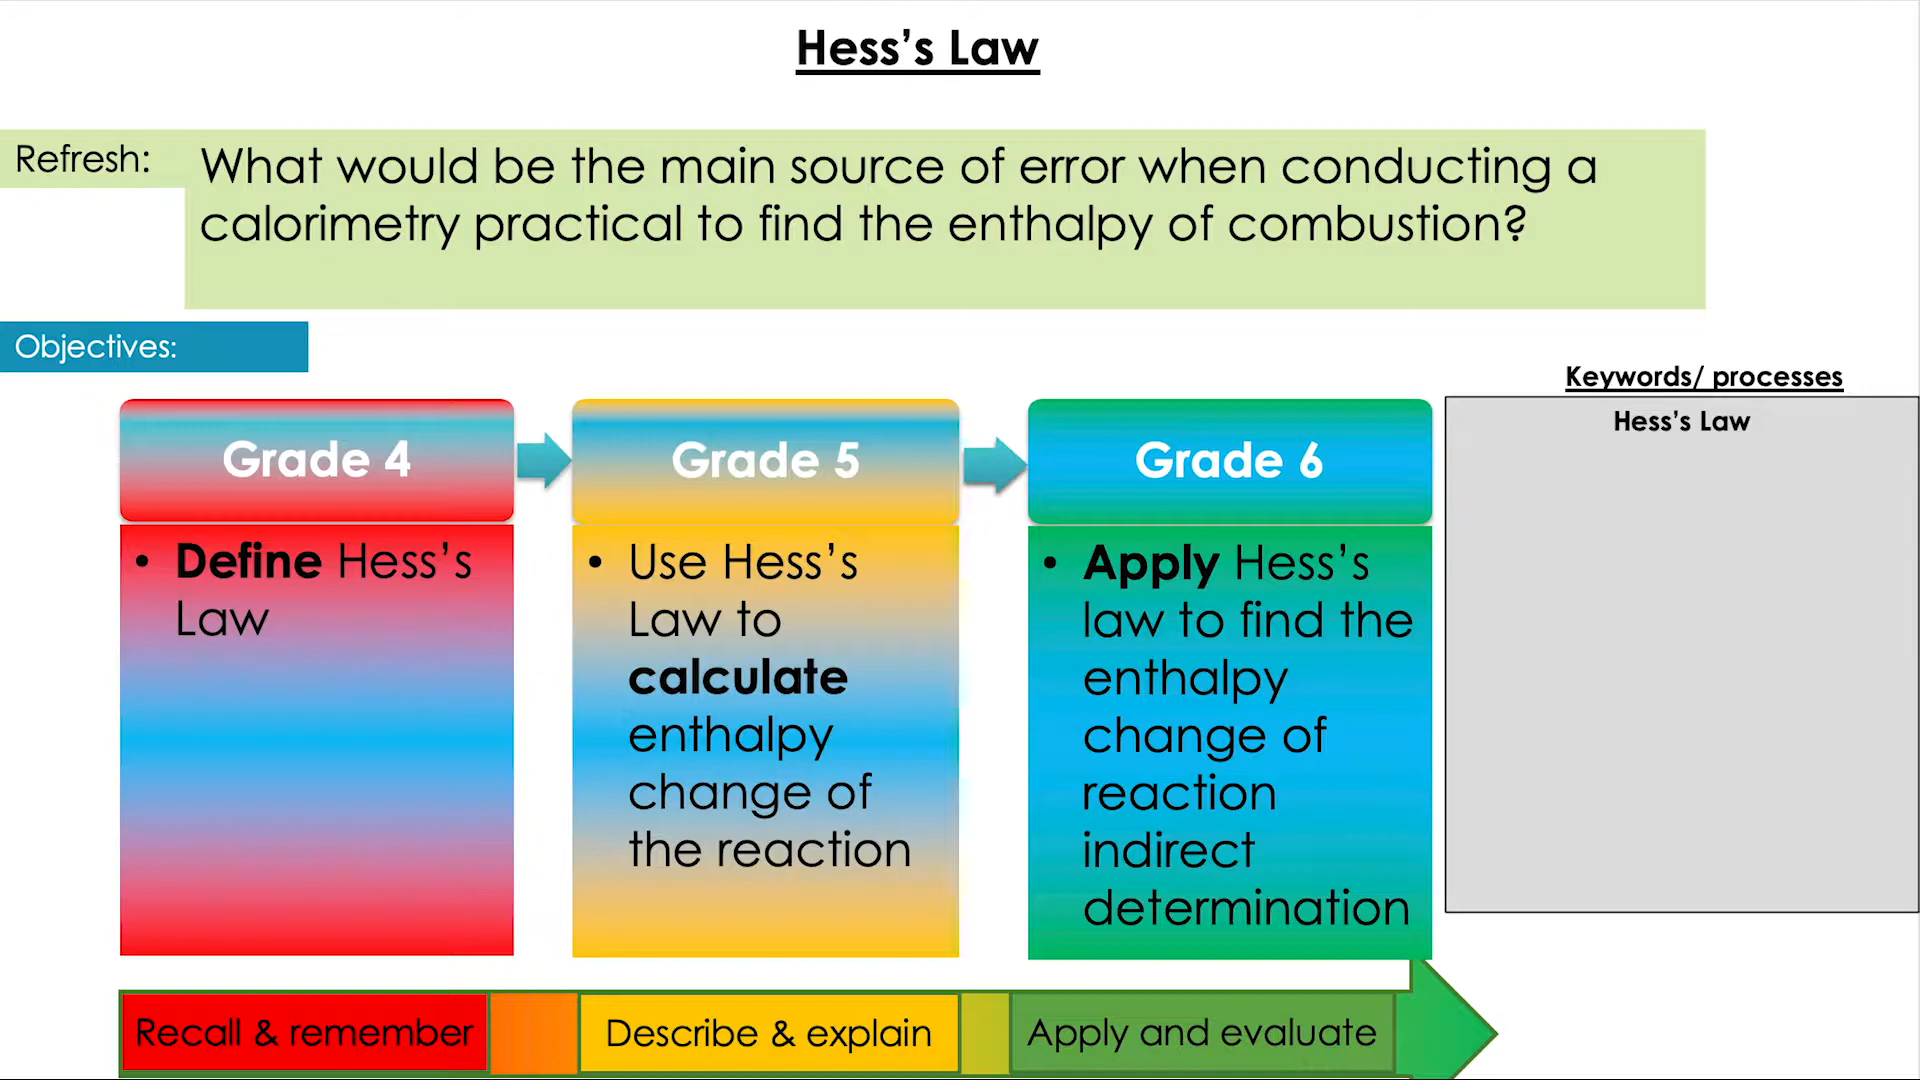 Hess’s Law
Refresh:
What would be the main source of error when conducting a
calorimetry practical to find the enthalpy of combustion?
Objectives:
Keywords/ processes
Hess’s Law
Grade 4
• Define Hess’s
Law
Grade 5
• Use Hess’s
Law to
calculate
enthalpy
change of
the reaction
Grade 6
• Apply Hess’s
law to find the
enthalpy
change of
reaction
indirect
determination
Recall & remember
Describe & explain
Apply and evaluate